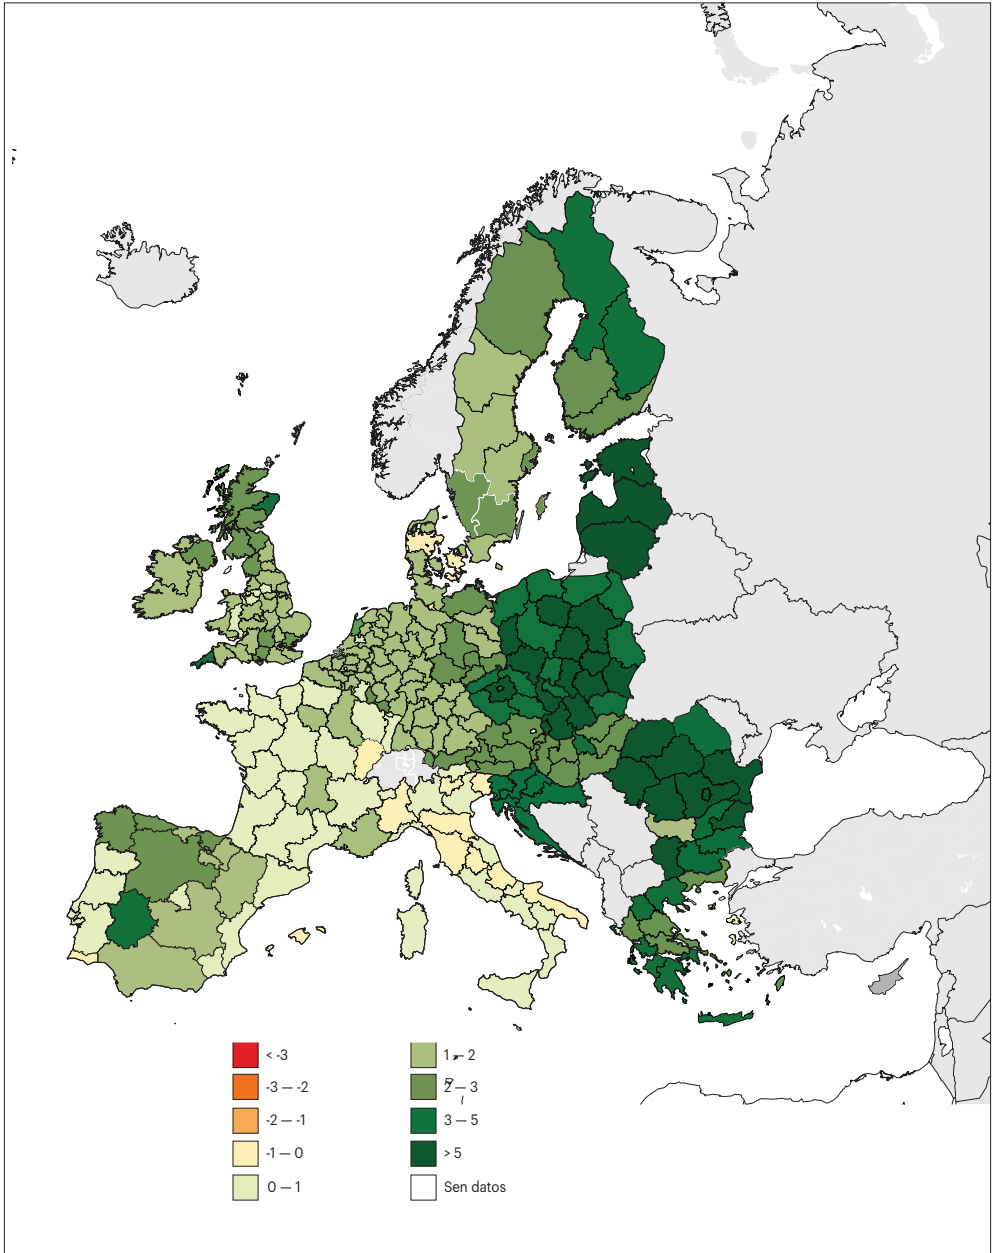 < -3
-3 — -2
-2 — -1
-1 — 0
0 — 1
1 — 2
2 — 3
3 — 5
> 5
Sen datos